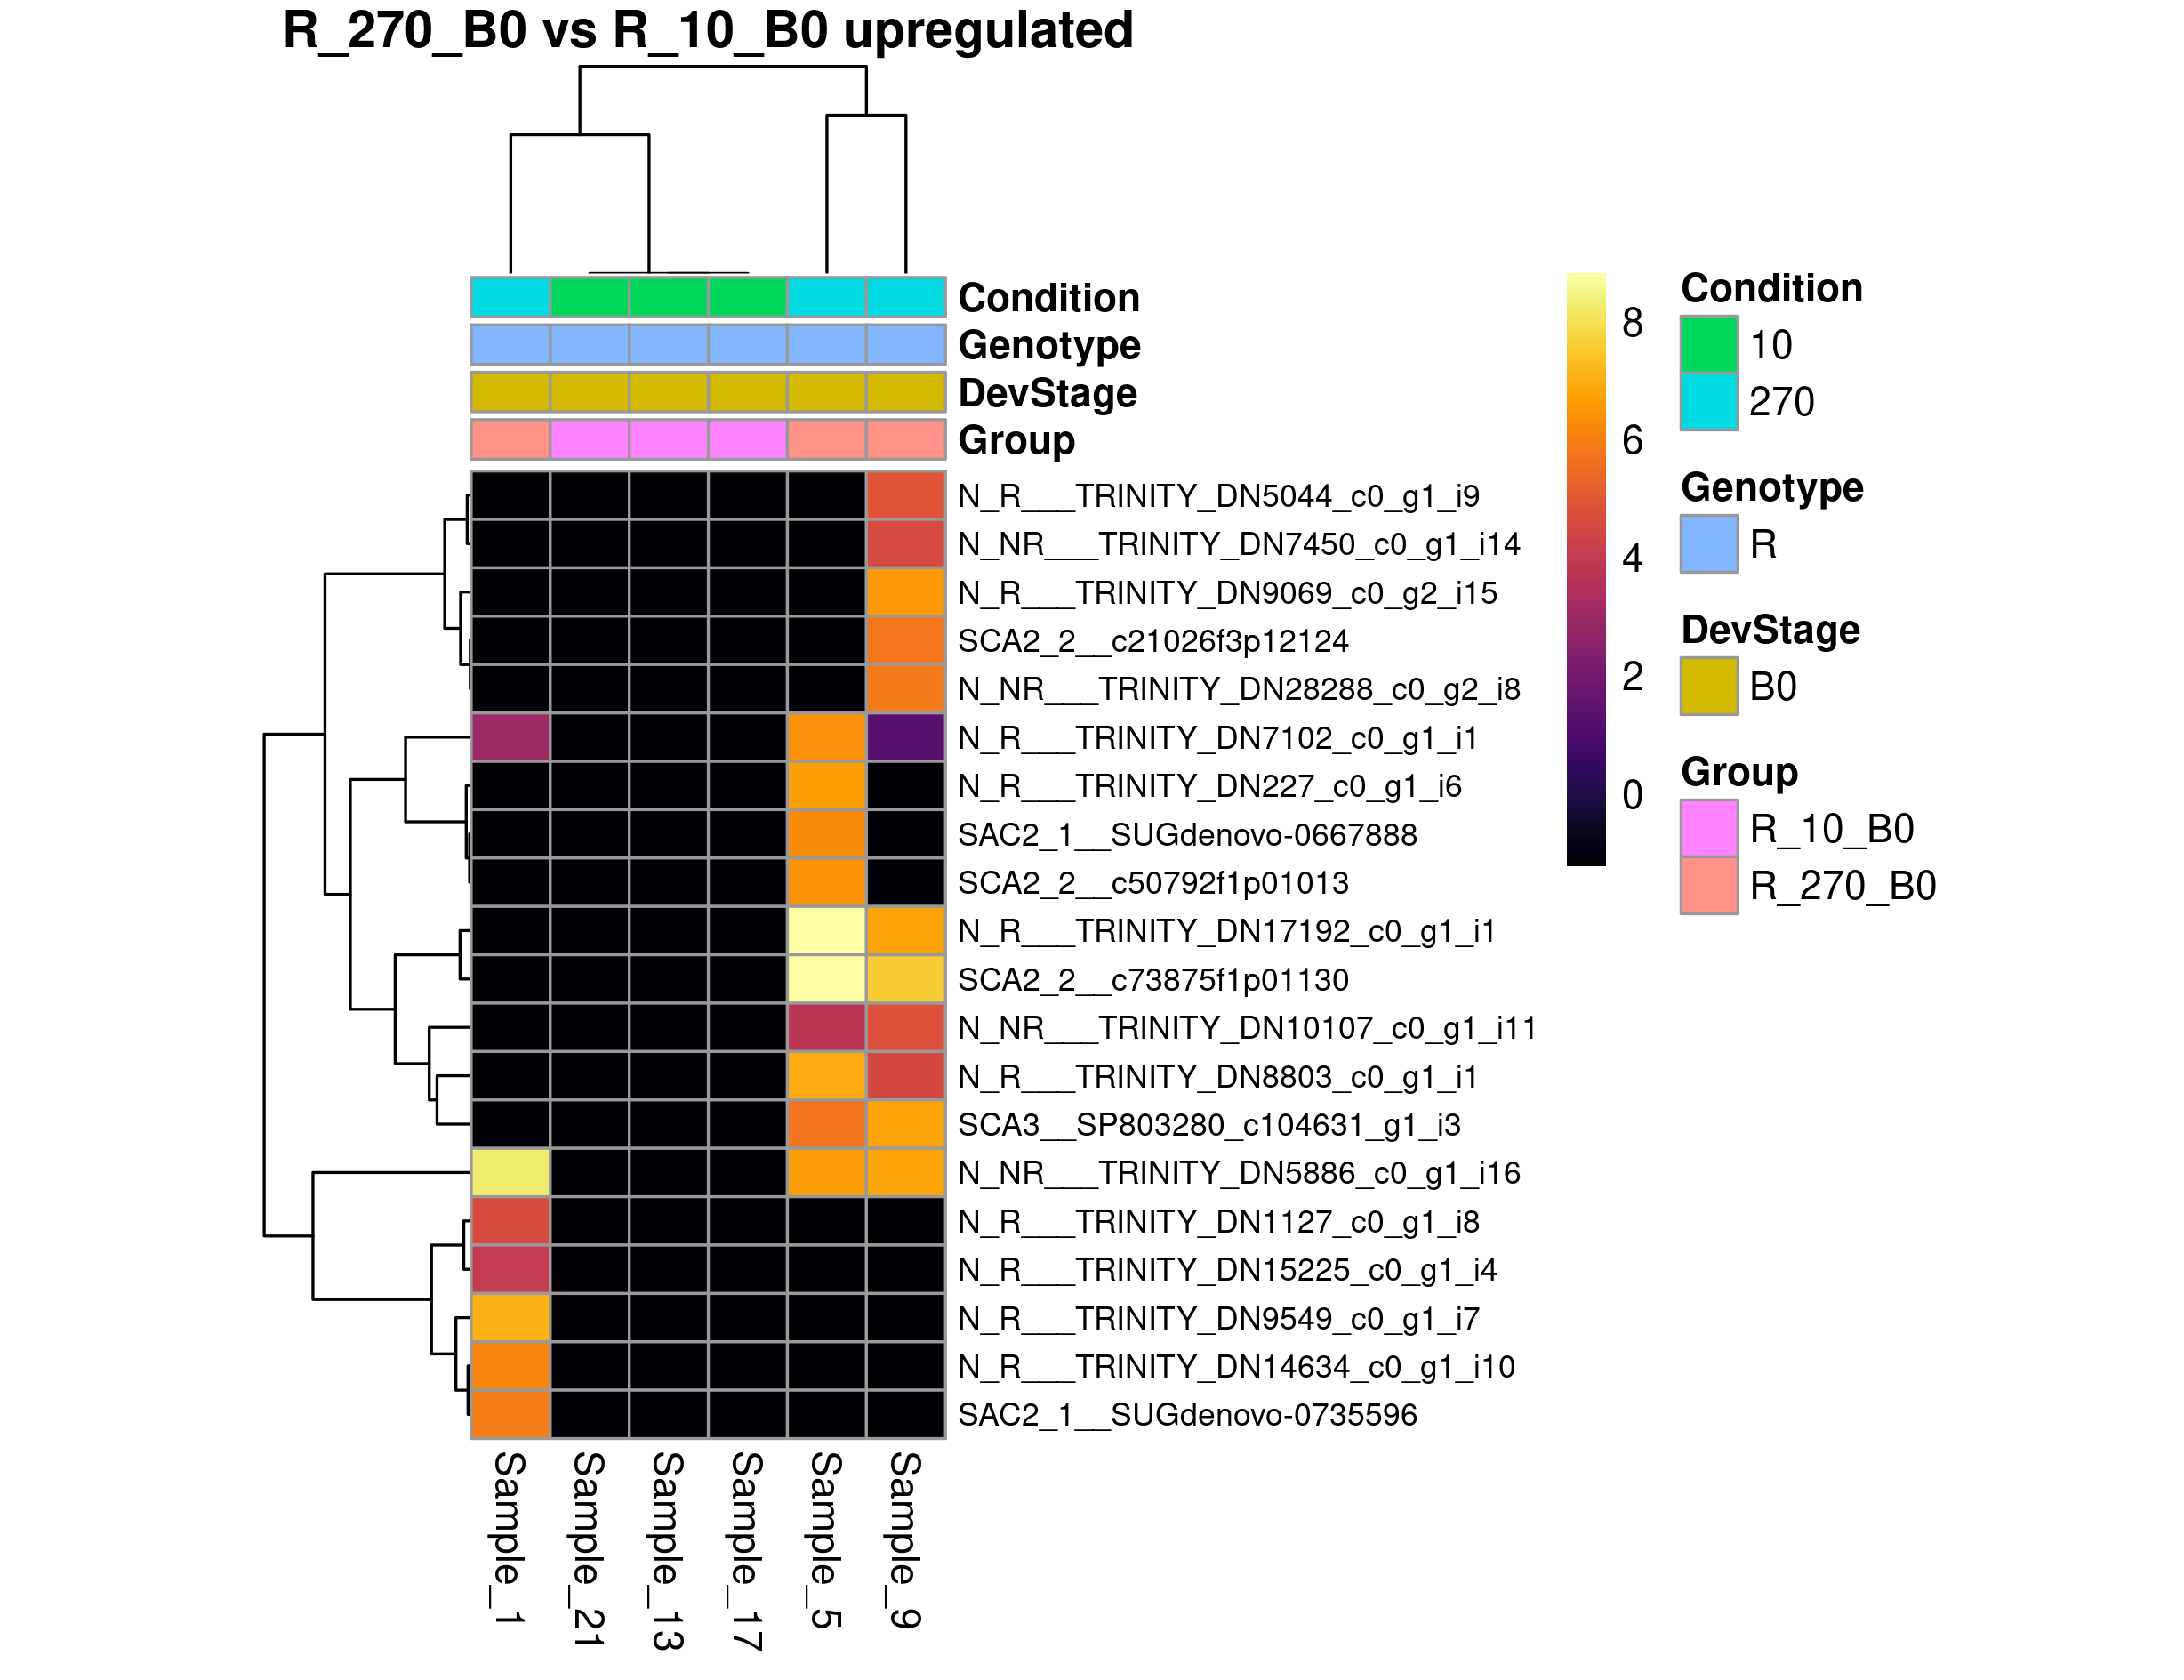 R_270_B0 vs R_10_B0 upregulated
Condition
Genotype
DevStage
Group
N_R___TRINITY_DN5044_c0_g1_i9
N_NR___TRINITY_DN7450_c0_g1_i14
N_R___TRINITY_DN9069_c0_g2_i15
SCA2_2__c21026f3p12124
N_NR___TRINITY_DN28288_c0_g2_i8
N_R___TRINITY_DN7102_c0_g1_i1
N_R___TRINITY_DN227_c0_g1_i6
SAC2_1__SUGdenovo-0667888
SCA2_2__c50792f1p01013
N_R___TRINITY_DN17192_c0_g1_i1
SCA2_2__c73875f1p01130
N_NR___TRINITY_DN10107_c0_g1_i11
N_R___TRINITY_DN8803_c0_g1_i1
SCA3__SP803280_c104631_g1_i3
N_NR___TRINITY_DN5886_c0_g1_i16
N_R___TRINITY_DN1127_c0_g1_i8
N_R___TRINITY_DN15225_c0_g1_i4
N_R___TRINITY_DN9549_c0_g1_i7
N_R___TRINITY_DN14634_c0_g1_i10
SAC2_1__SUGdenovo-0735596
Sample_1
Sample_21
Sample_13
Sample_17
Sample_5
Sample_9
8
6
4
2
0
Condition
10
270
Genotype
R
DevStage
B0
Group
R_10_B0
R_270_B0